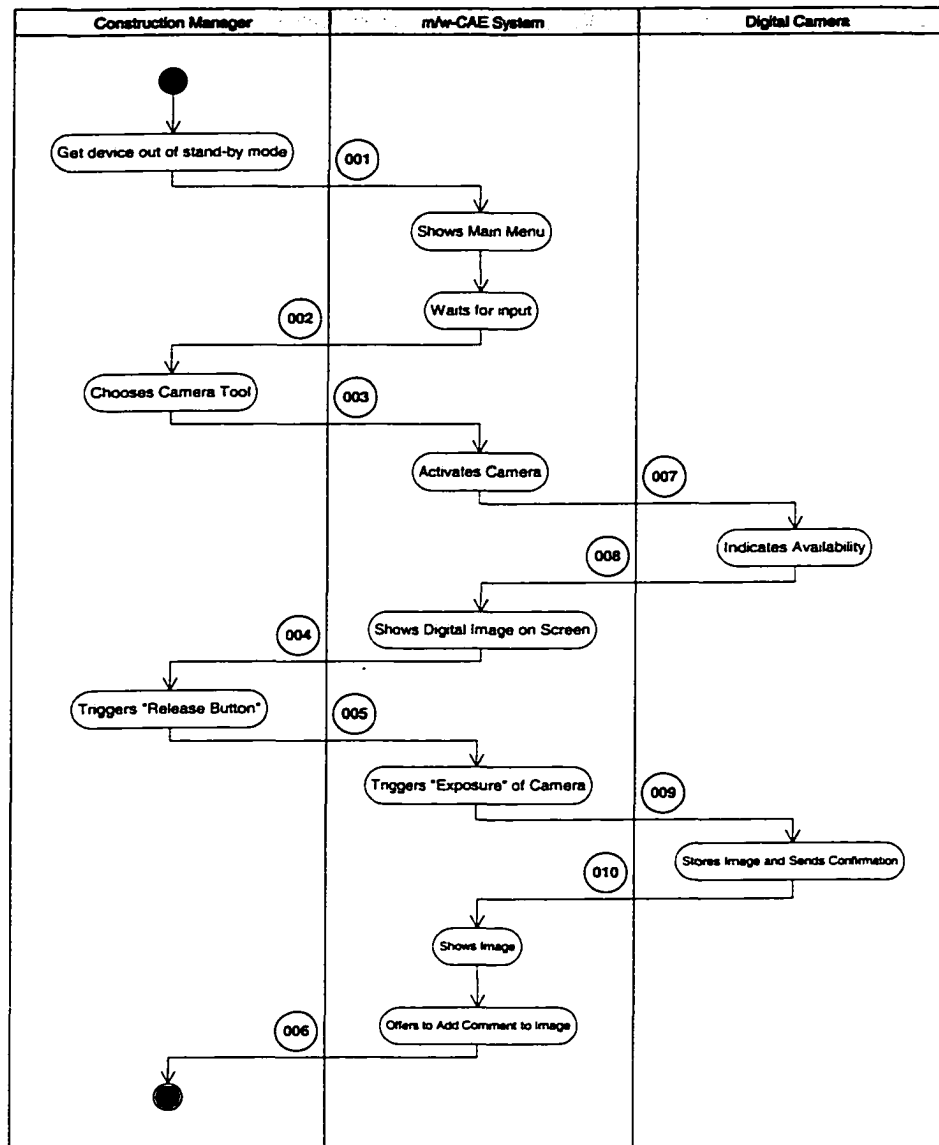 Construction Manager
m/w-CAE System
Digital Camera
Get device out of stand-by mode
001
Shows Main Menu
Waits for input
002
Chooses Camera Tool
003
Activates Camera
007
Indicates Availability
008
Shows Digital Image on Screen
004
Triggers "Release Button"
005
Triggers "Exposure" of Camera
009
Stores Image and Sends Confirmation
010
Shows Image
Offers to Add Comment to Image
006